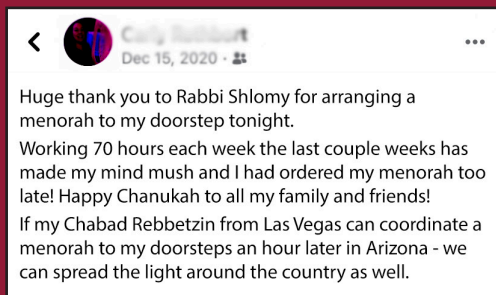 Dec 15, 2020 ·
Huge thank you to Rabbi Shlomy for arranging a
menorah to my doorstep tonight.
Working 70 hours each week the last couple weeks has
made my mind mush and I had ordered my menorah too
late! Happy Chanukah to all my family and friends!
If my Chabad Rebbetzin from Las Vegas can coordinate a
menorah to my doorsteps an hour later in Arizona - we
can spread the light around the country as well.